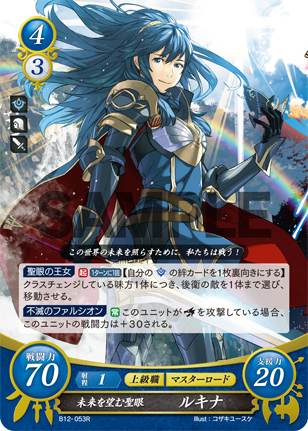 4
3
SAMPLE
この世界の未来を照らすために、私たちは戦う！
聖眼の王女 起 1ターンに1回 【自分の の絆カードを1枚裏向きにする】
クラスチェンジしている味方1体につき、後衛の敵を1体まで選び、
移動させる。
不滅のファルシオン 常 このユニットが を攻撃している場合、
このユニットの戦闘力は＋30される。
戦闘力 70
射程 1 上級職 マスターロード
支援力 20
未来を望む聖眼 ルキナ
B12-053R Illust：コザキユースケ